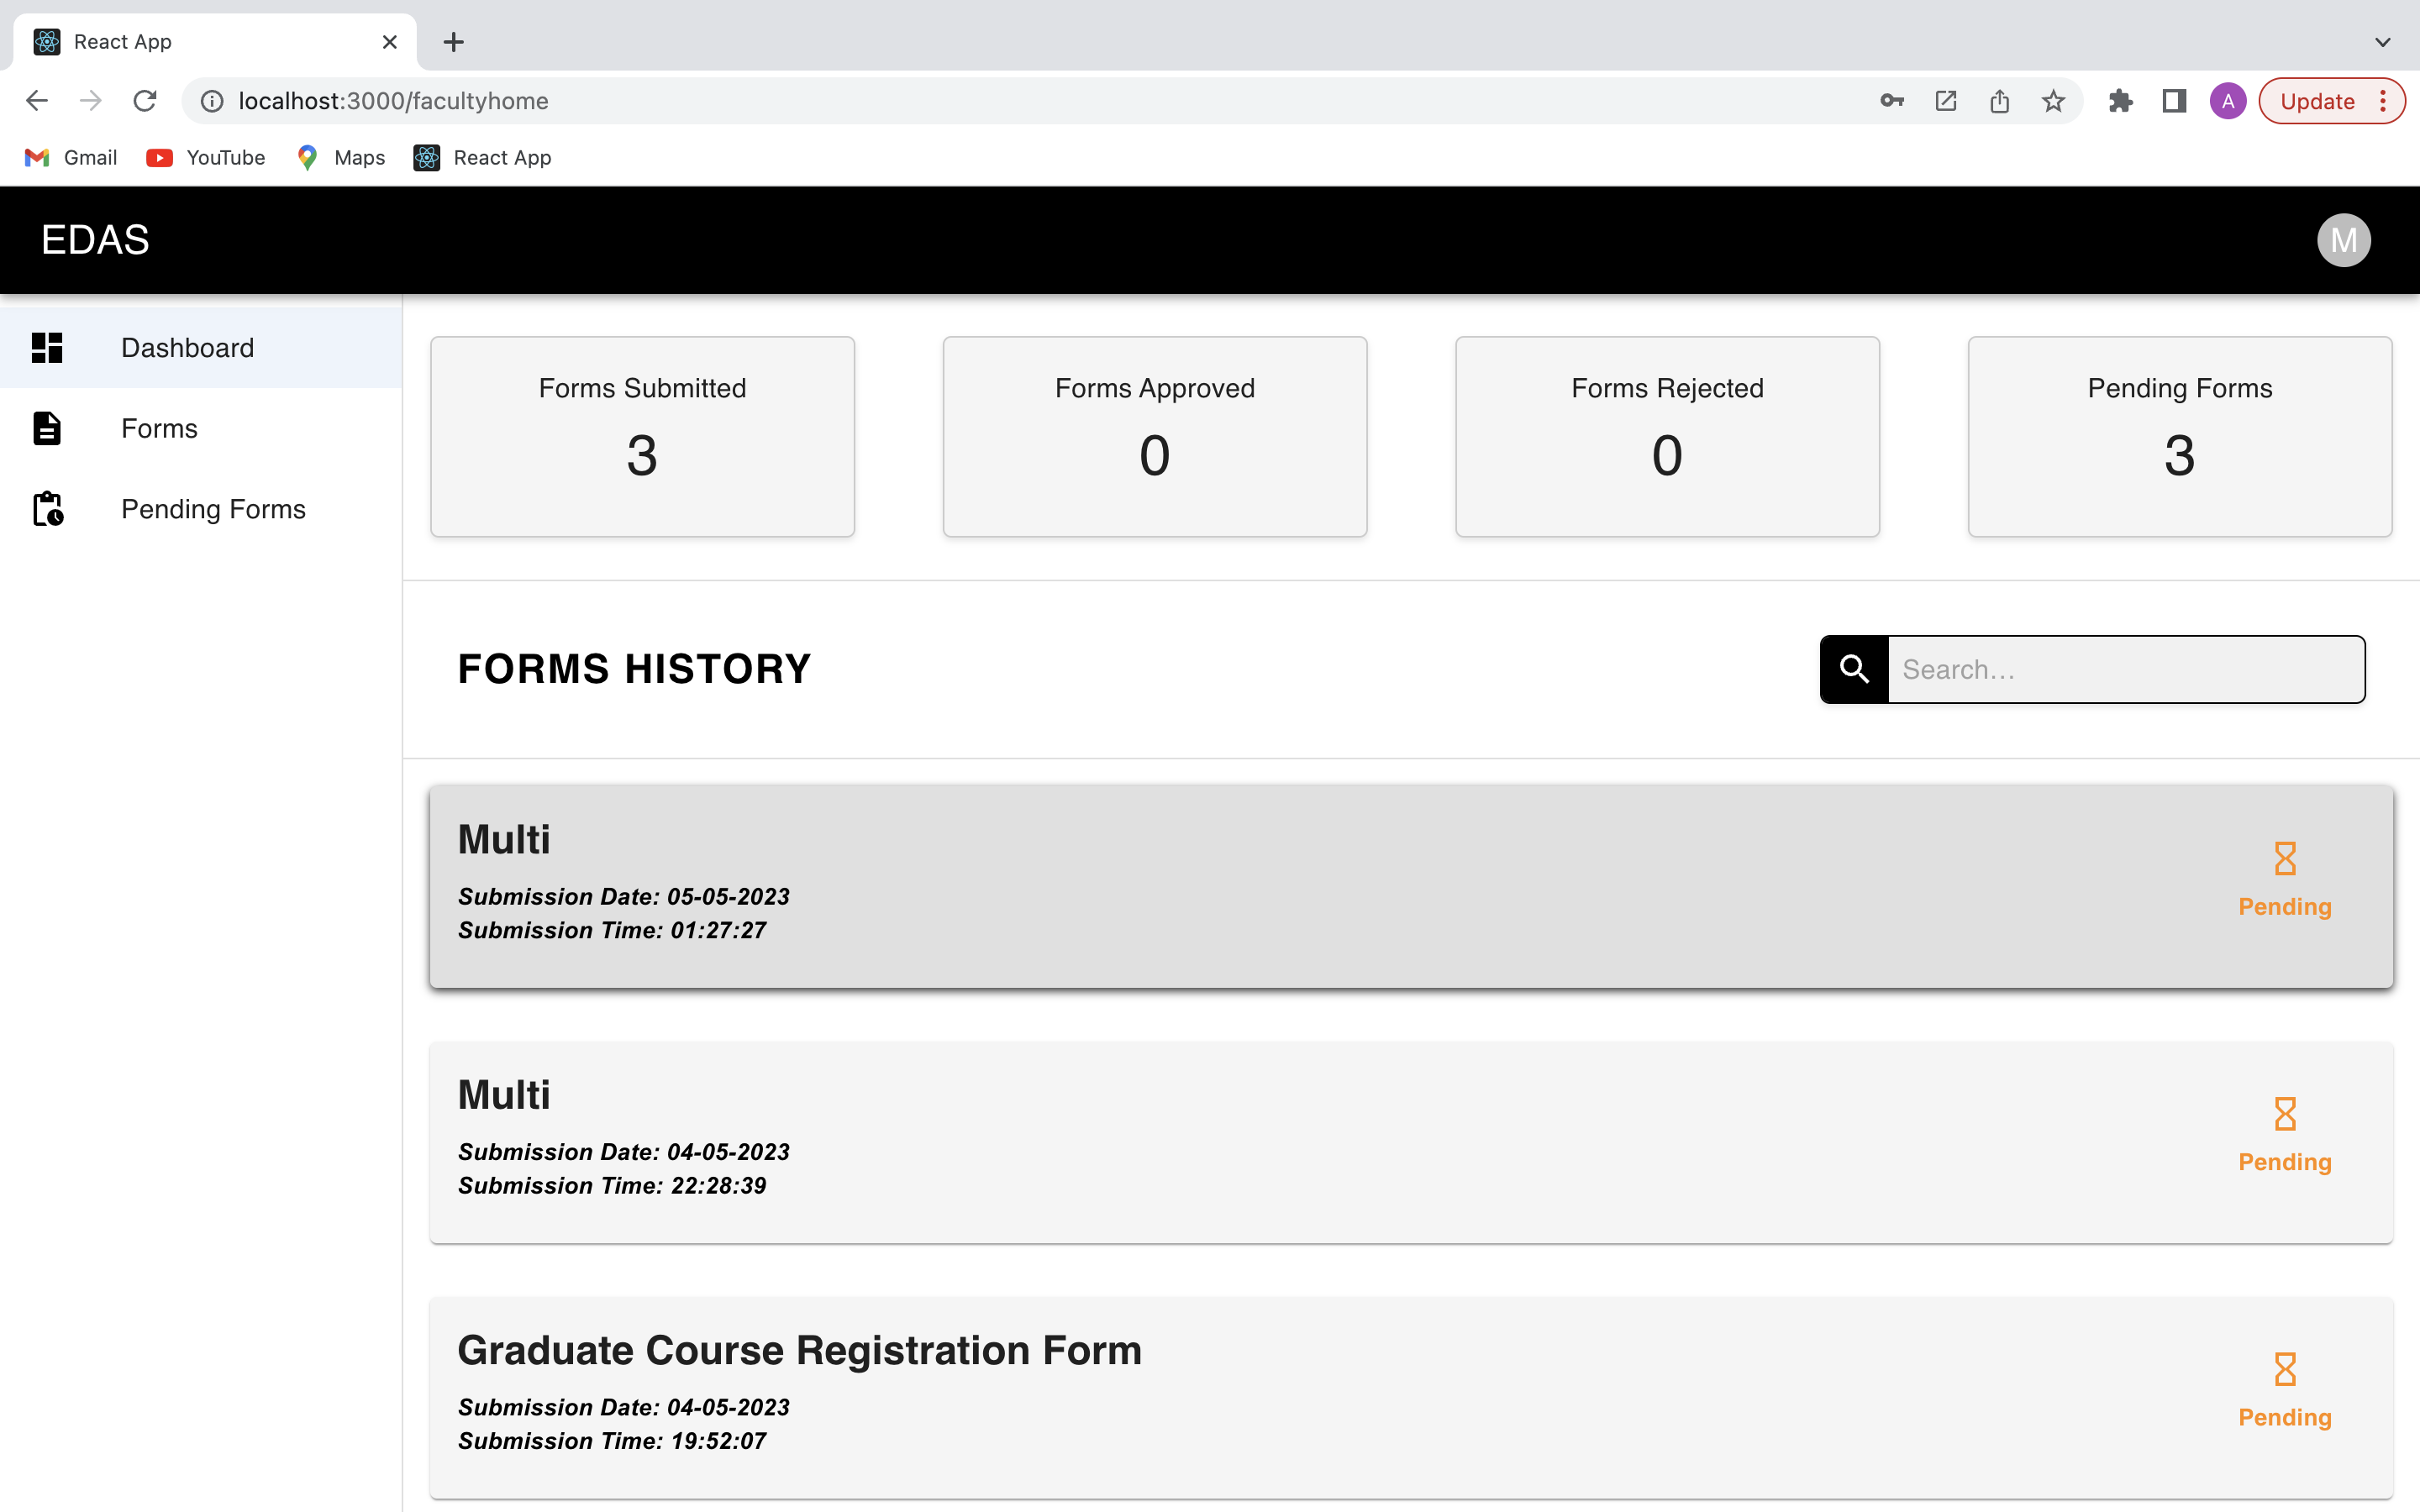 React App
localhost:3000/facultyhome
A
Update
Gmail
YouTube
Maps
React App
EDAS
M
Dashboard
Forms
Pending Forms
Forms Submitted
3
Forms Approved
0
Forms Rejected
0
Pending Forms
3
FORMS HISTORY
Search...
Multi
Submission Date: 05-05-2023
Submission Time: 01:27:27
Pending
Multi
Submission Date: 04-05-2023
Submission Time: 22:28:39
Pending
Graduate Course Registration Form
Submission Date: 04-05-2023
Submission Time: 19:52:07
Pending